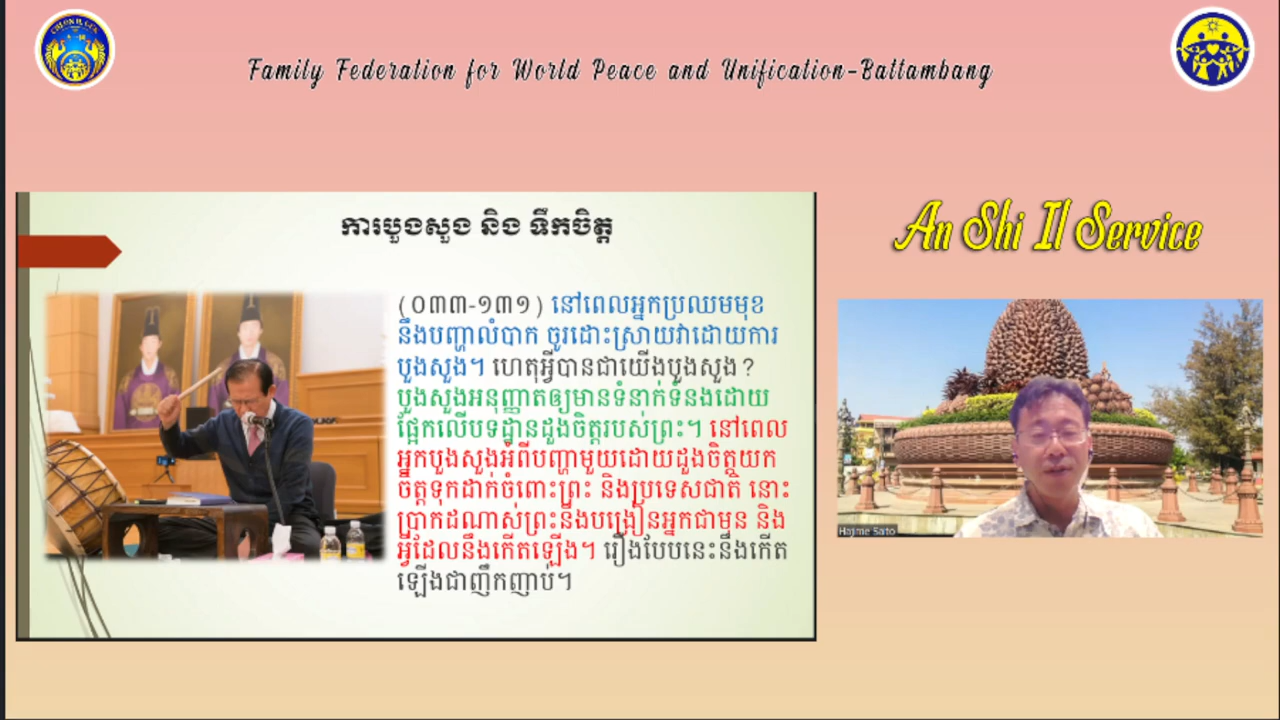 Family Federation for World Peace and Unification-Battambang
ការបួងសួង និង ទឹកចិត្ត
(០៣៣-១៣១) នៅពេលអ្នកប្រឈមមុខ
នឹងបញ្ហាលំបាក ចូរដោះស្រាយវាដោយការ
បួងសួង។ ហេតុអ្វីបានជាយើងបួងសួង?
បួងសួងអនុញ្ញាតឲ្យមានទំនាក់ទំនងដោយ
ផ្អែកលើបទដ្ឋានដួងចិត្តរបស់ព្រះ។ នៅពេល
អ្នកបួងសួងអំពីបញ្ហាមួយដោយដួងចិត្តយក
ចិត្តទុកដាក់ចំពោះព្រះ និងប្រទេសជាតិ នោះ
ប្រាកដណាស់ព្រះនឹងបង្រៀនអ្នកជាមុន និង
អ្វីដែលនឹងកើតឡើង។ រឿងបែបនេះនឹងកើត
ឡើងជាញឹកញាប់។
An Shi Il Service
Hajime Sato